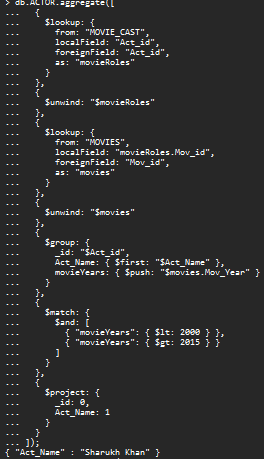 > db.ACTOR.aggregate([
... {
... $lookup: {
... from: "MOVIE_CAST",
... localField: "Act_id",
... foreignField: "Act_id",
... as: "movieRoles"
... }
... },
... {
... $unwind: "$movieRoles"
... },
... {
... $lookup: {
... from: "MOVIES",
... localField: "movieRoles.Mov_id",
... foreignField: "Mov_id",
... as: "movies"
... }
... },
... {
... $unwind: "$movies"
... },
... {
... $group: {
... _id: "$Act_id",
... Act_Name: { $first: "$Act_Name" },
... movieYears: { $push: "$movies.Mov_Year" }
... }
... },
... {
... $match: {
... $and: [
... { "movieYears": { $lt: 2000 } },
... { "movieYears": { $gt: 2015 } }
... ]
... }
... },
... {
... $project: {
... _id: 0,
... Act_Name: 1
... }
... }
... ]);
{ "Act_Name" : "Sharukh Khan" }